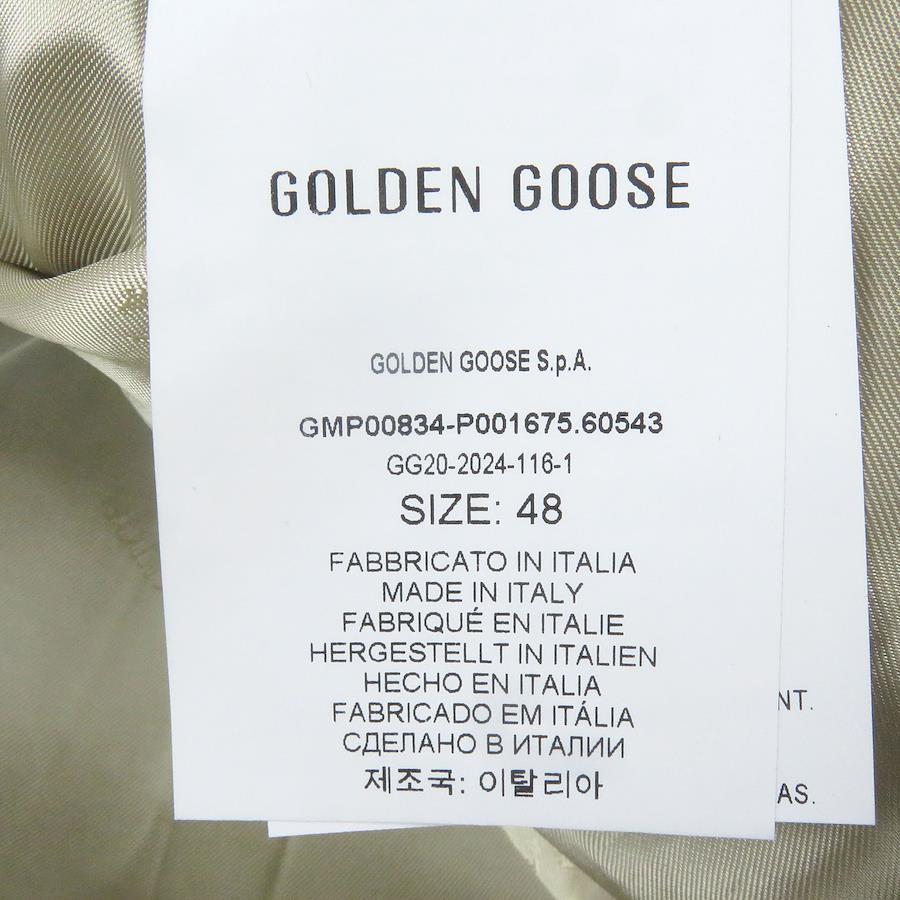 GOLDEN GOOSE
GOLDEN GOOSE S.p.A.
GMP00834-P001675.60543
GG20-2024-116-1
SIZE: 48
FABBRICATO IN ITALIA
MADE IN ITALY
FABRIQUÉ EN ITALIE
HERGESTELLT IN ITALIEN
HECHO EN ITALIA
FABRICADO EM ITÁLIA
СДЕЛАНО В ИТАЛИИ
제조국: 이탈리아
NT.
AS.